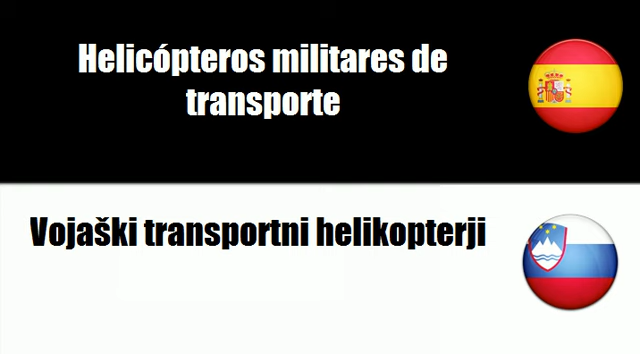 Helicópteros militares de
transporte
Vojaški transportni helikopterji